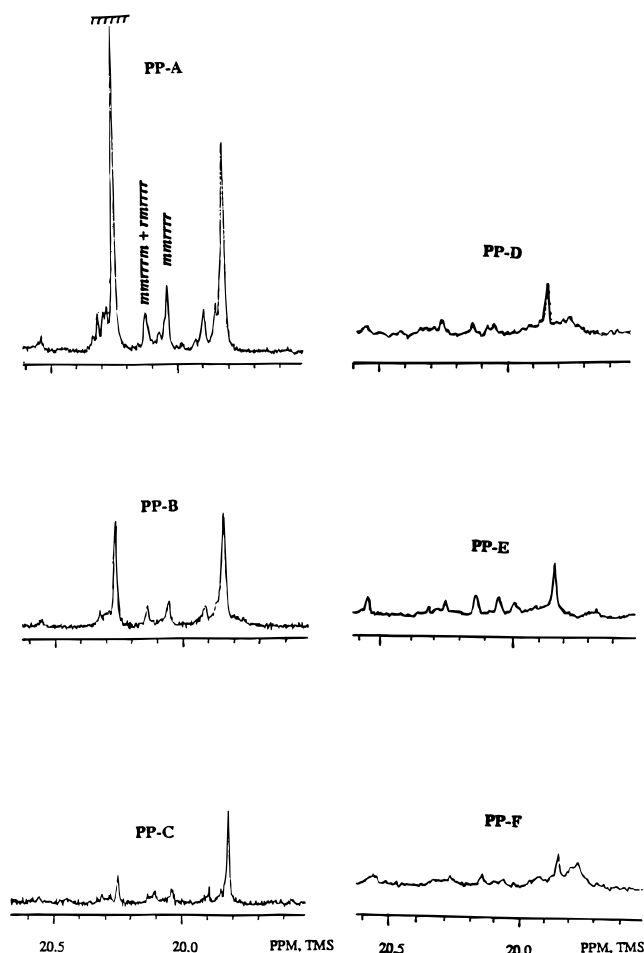 rrrrrr
PP-A
mmrrrm + rmrrrr
mmrrrr
PP-D
PP-B
PP-E
PP-C
PP-F
20.5 20.0 PPM, TMS
20.5 20.0 PPM, TMS